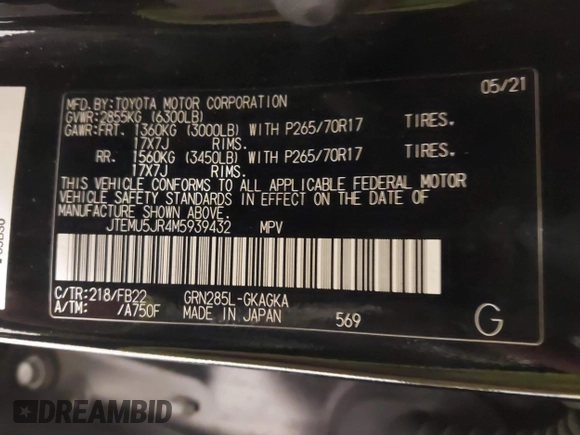 05/21
MFD.BY:TOYOTA MOTOR CORPORATION
GVWR:2855KG (6300LB)
GAWR:FRT. 1360KG (3000LB) WITH P265/70R17 TIRES.
17X7J RIMS.
RR. 1560KG (3450LB) WITH P265/70R17 TIRES.
17X7J RIMS.
THIS VEHICLE CONFORMS TO ALL APPLICABLE FEDERAL MOTOR
VEHICLE SAFETY STANDARDS IN EFFECT ON THE DATE OF
MANUFACTURE SHOWN ABOVE.
JTEMU5JR4M5939432 MPV
C/TR:218/FB22 GRN285L-GKAGKA
A/TM: /A750F MADE IN JAPAN 569 G
DREAMBID